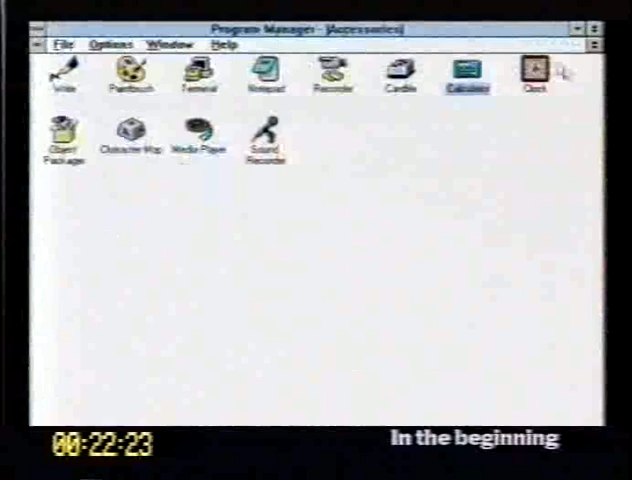 Program Manager - [Accessories]
File Options Window Help
Write Paintbrush Terminal Notepad Recorder Cardfile Calculator Clock
Object Packager Character Map Media Player Sound Recorder
00:22:23
In the beginning